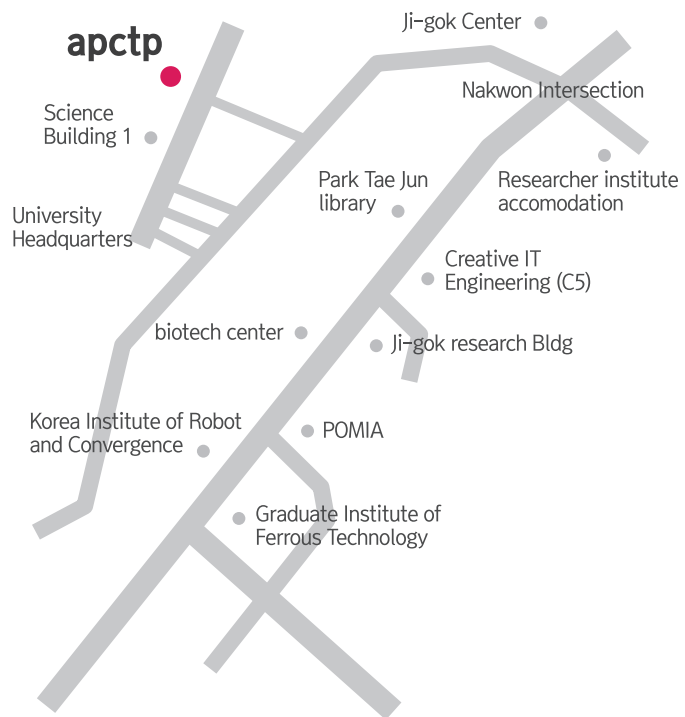 Ji-gok Center
apctp
Nakwon Intersection
Science
Building 1
Park Tae Jun
library
Researcher institute
accomodation
University
Headquarters
Creative IT
Engineering (C5)
biotech center
Ji-gok research Bldg
Korea Institute of Robot
and Convergence
POMIA
Graduate Institute of
Ferrous Technology